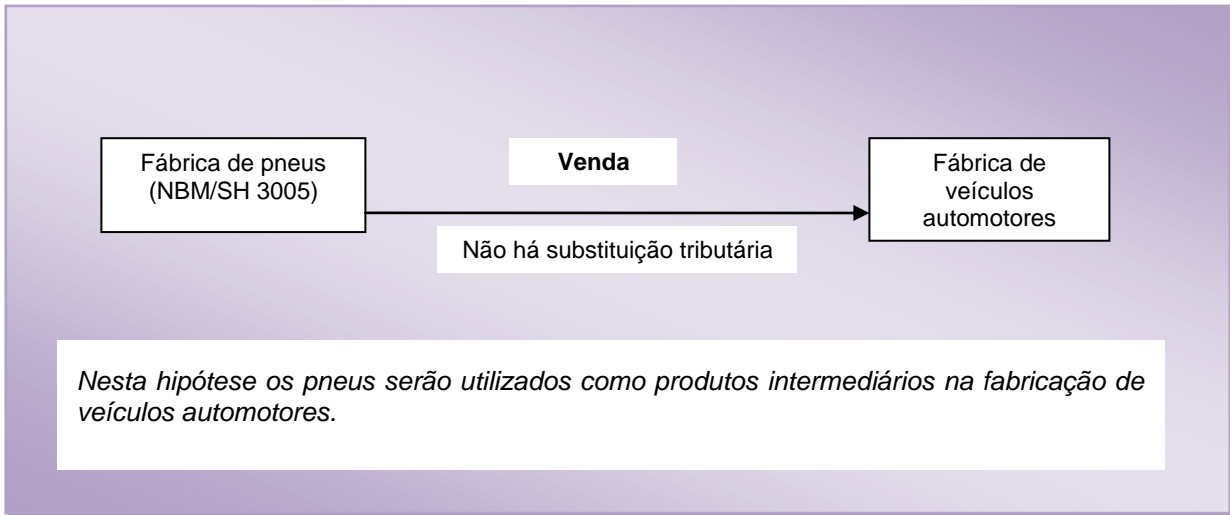 Fábrica de pneus
(NBM/SH 3005)
Venda
Não há substituição tributária
Fábrica de
veículos
automotores
Nesta hipótese os pneus serão utilizados como produtos intermediários na fabricação de
veículos automotores.